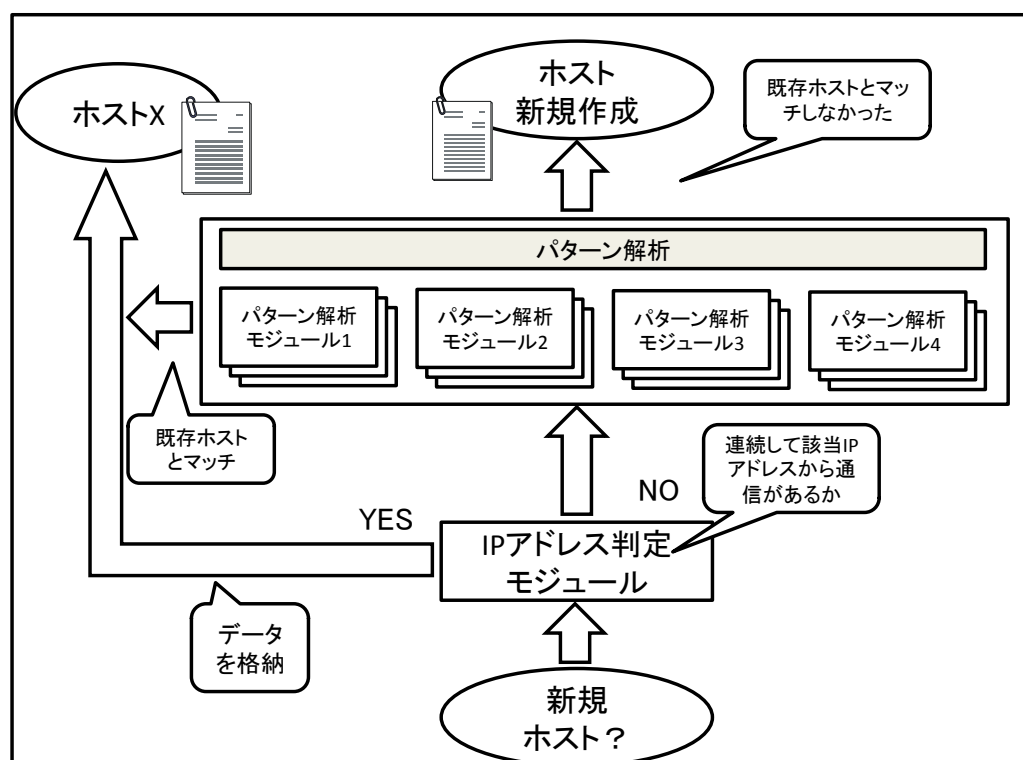 ホストX
ホスト
新規作成
既存ホストとマッ
チしなかった
パターン解析
パターン解析
モジュール1
パターン解析
モジュール2
パターン解析
モジュール3
パターン解析
モジュール4
既存ホスト
とマッチ
連続して該当IP
アドレスから通
信があるか
NO
YES
IPアドレス判定
モジュール
データ
を格納
新規
ホスト？